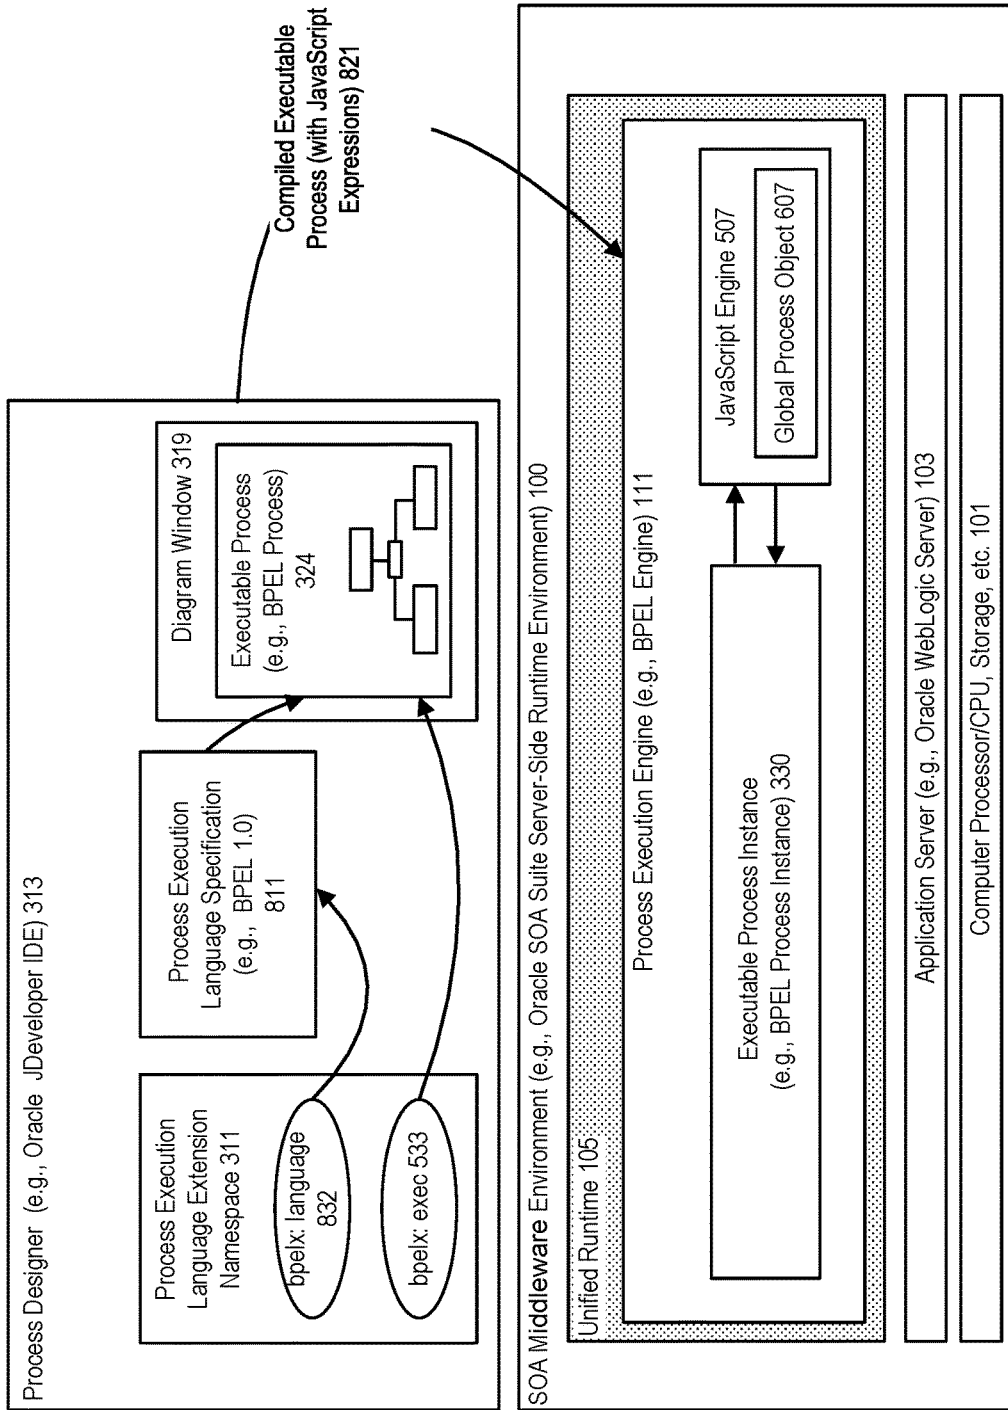 Process Designer (e.g., Oracle JDeveloper IDE) 313
Process Execution
Language Extension
Namespace 311
bpelx: language
832
bpelx: exec 533
Process Execution
Language Specification
(e.g., BPEL 1.0)
811
Diagram Window 319
Executable Process
(e.g., BPEL Process)
324
Compiled Executable
Process (with JavaScript
Expressions) 821
SOA Middleware Environment (e.g., Oracle SOA Suite Server-Side Runtime Environment) 100
Unified Runtime 105
Process Execution Engine (e.g., BPEL Engine) 111
Executable Process Instance
(e.g., BPEL Process Instance) 330
JavaScript Engine 507
Global Process Object 607
Application Server (e.g., Oracle WebLogic Server) 103
Computer Processor/CPU, Storage, etc. 101